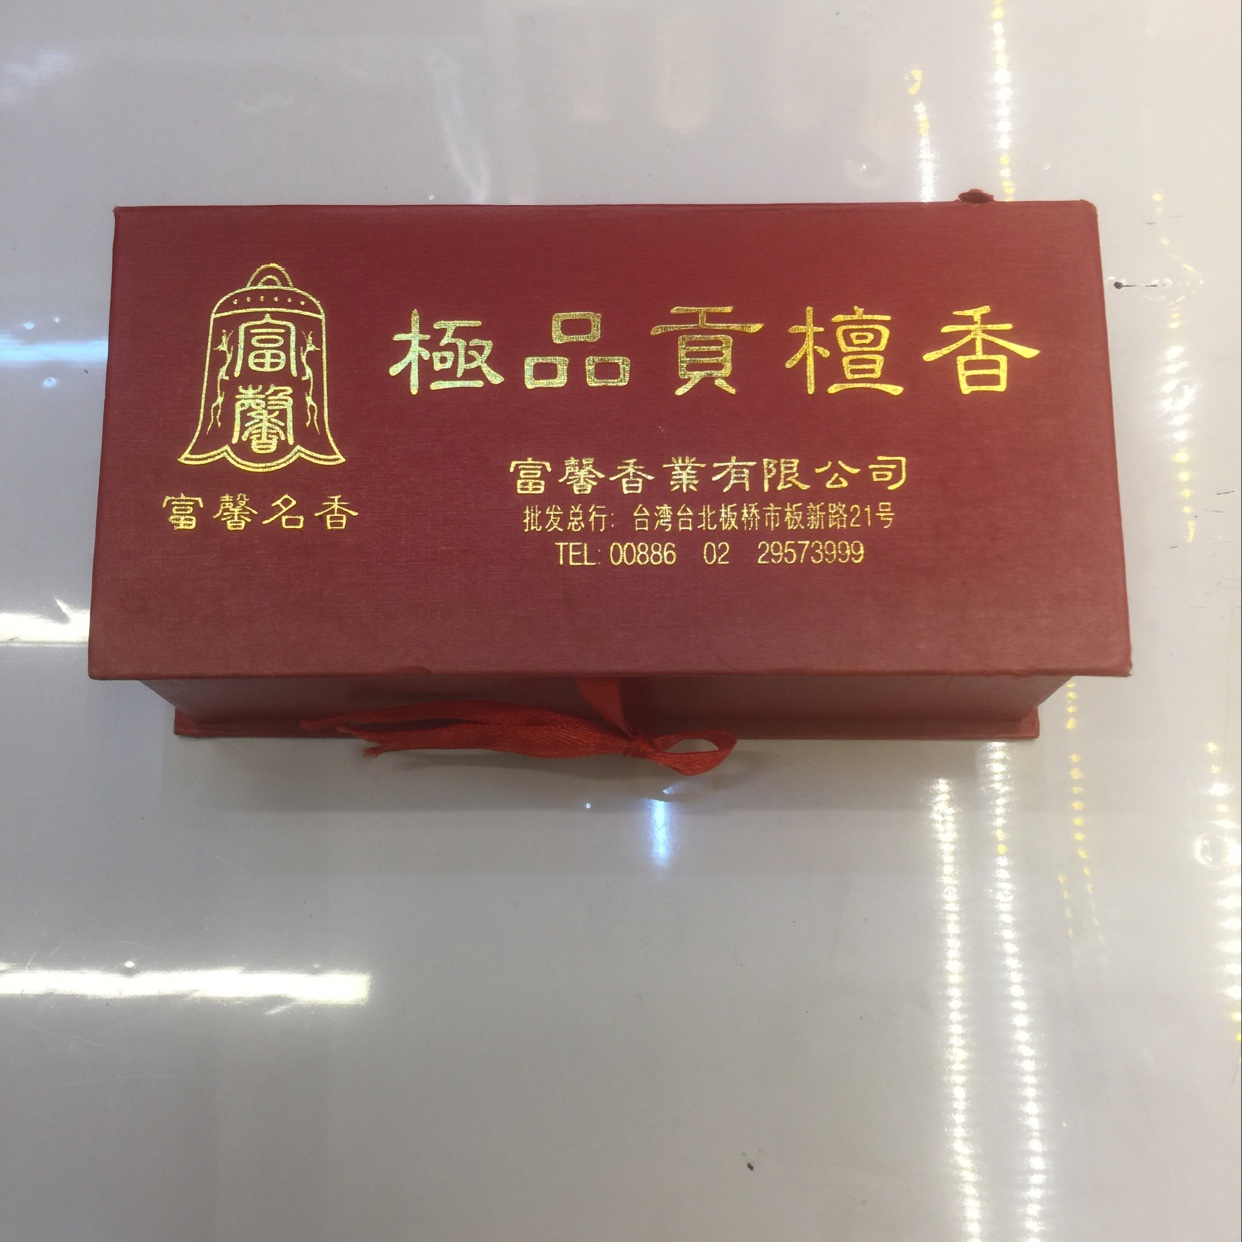 富馨
富馨名香
極品貢檀香
富馨香業有限公司
批发总行: 台湾台北板桥市板新路21号
TEL: 00886 02 29573999